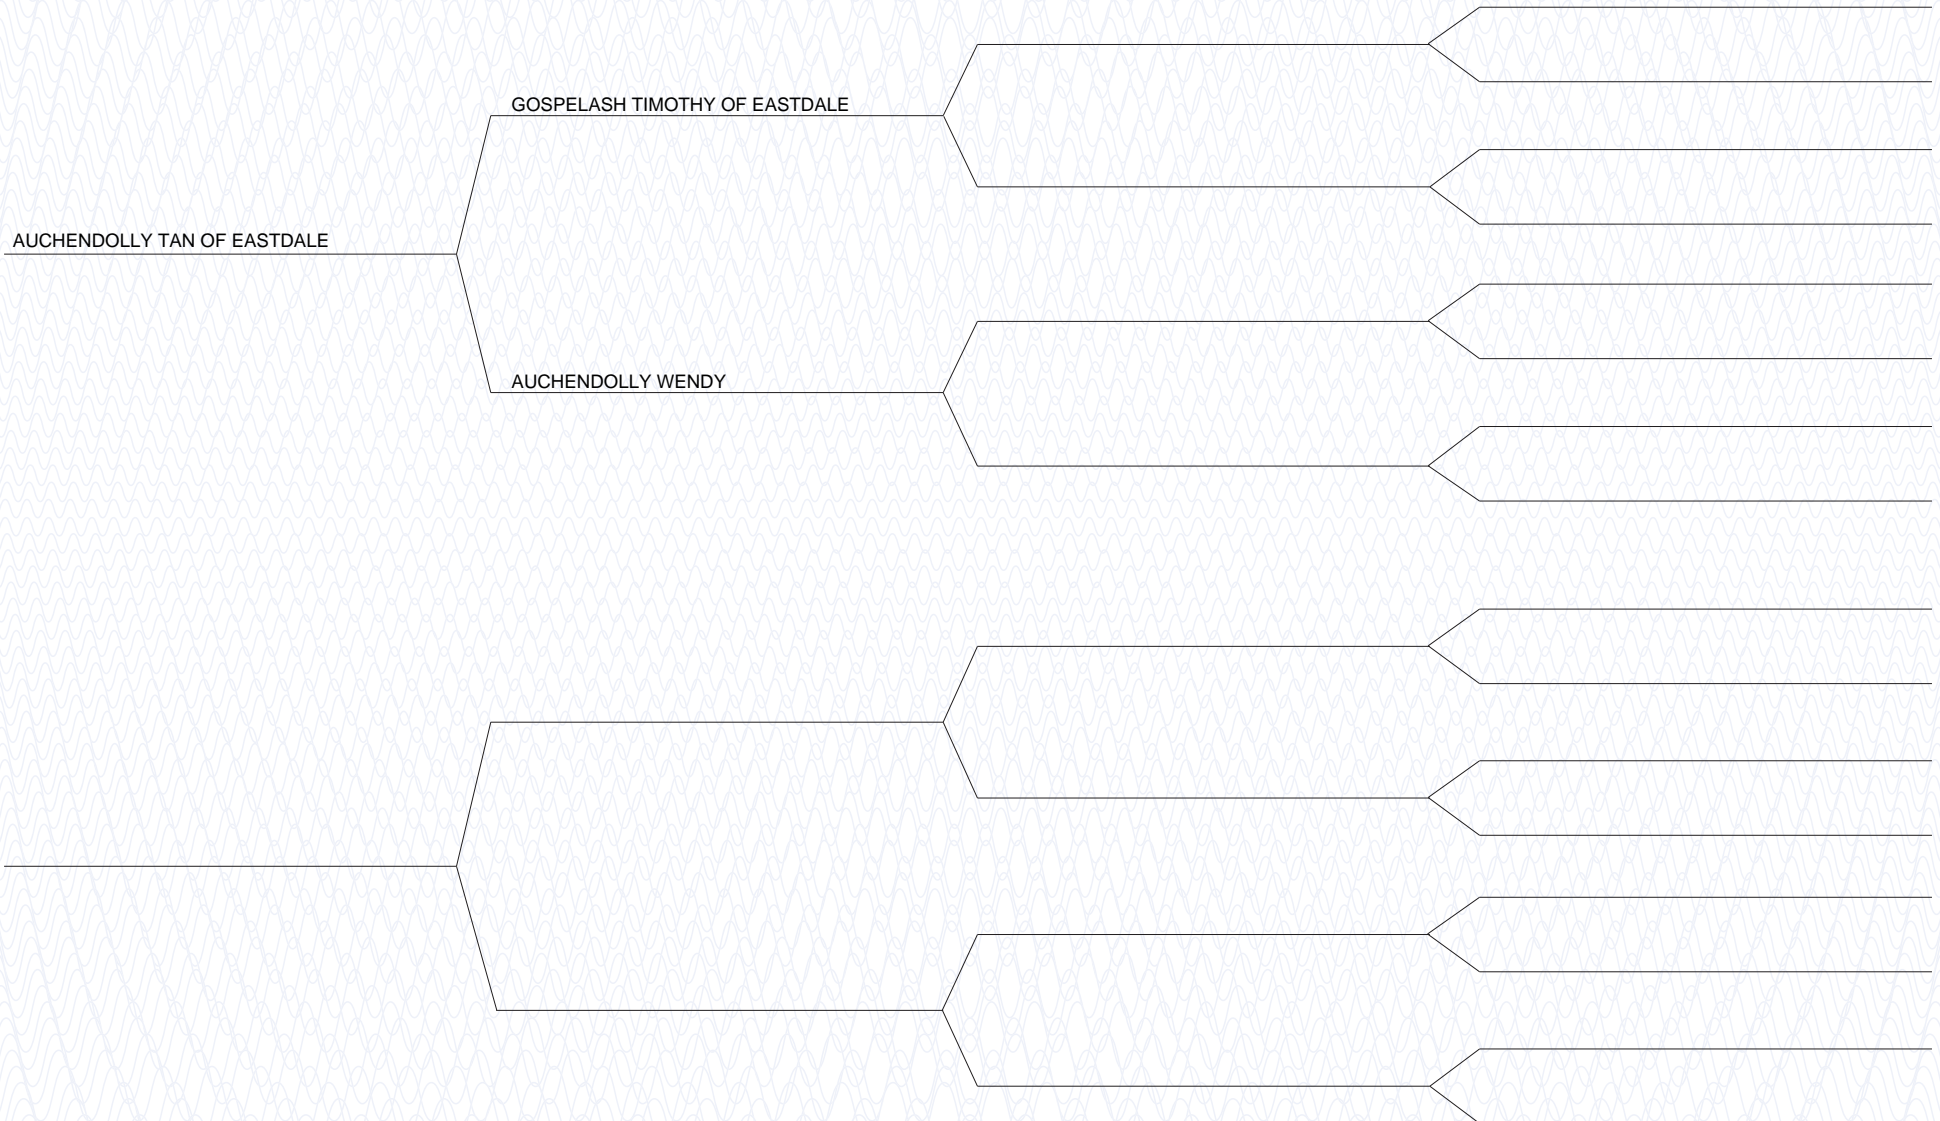 GOSPELASH TIMOTHY OF EASTDALE
AUCHENDOLLY TAN OF EASTDALE
AUCHENDOLLY WENDY